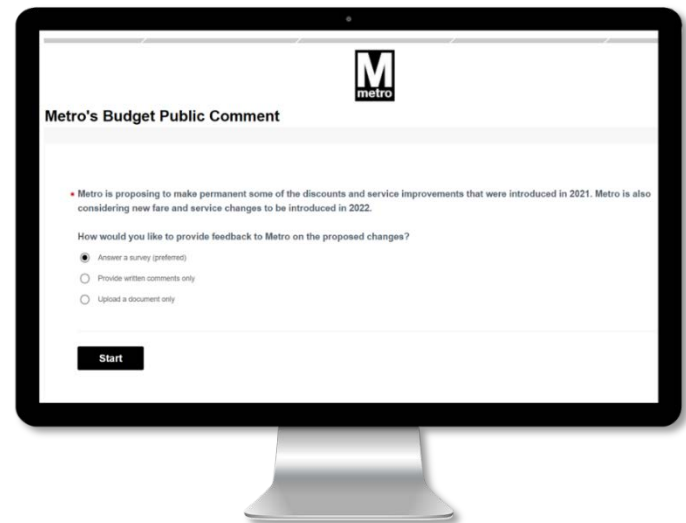 M
metro
Metro's Budget Public Comment
* Metro is proposing to make permanent some of the discounts and service improvements that were introduced in 2021. Metro is also
considering new fare and service changes to be introduced in 2022.
How would you like to provide feedback to Metro on the proposed changes?
Answer a survey (preferred)
Provide written comments only
Upload a document only
Start